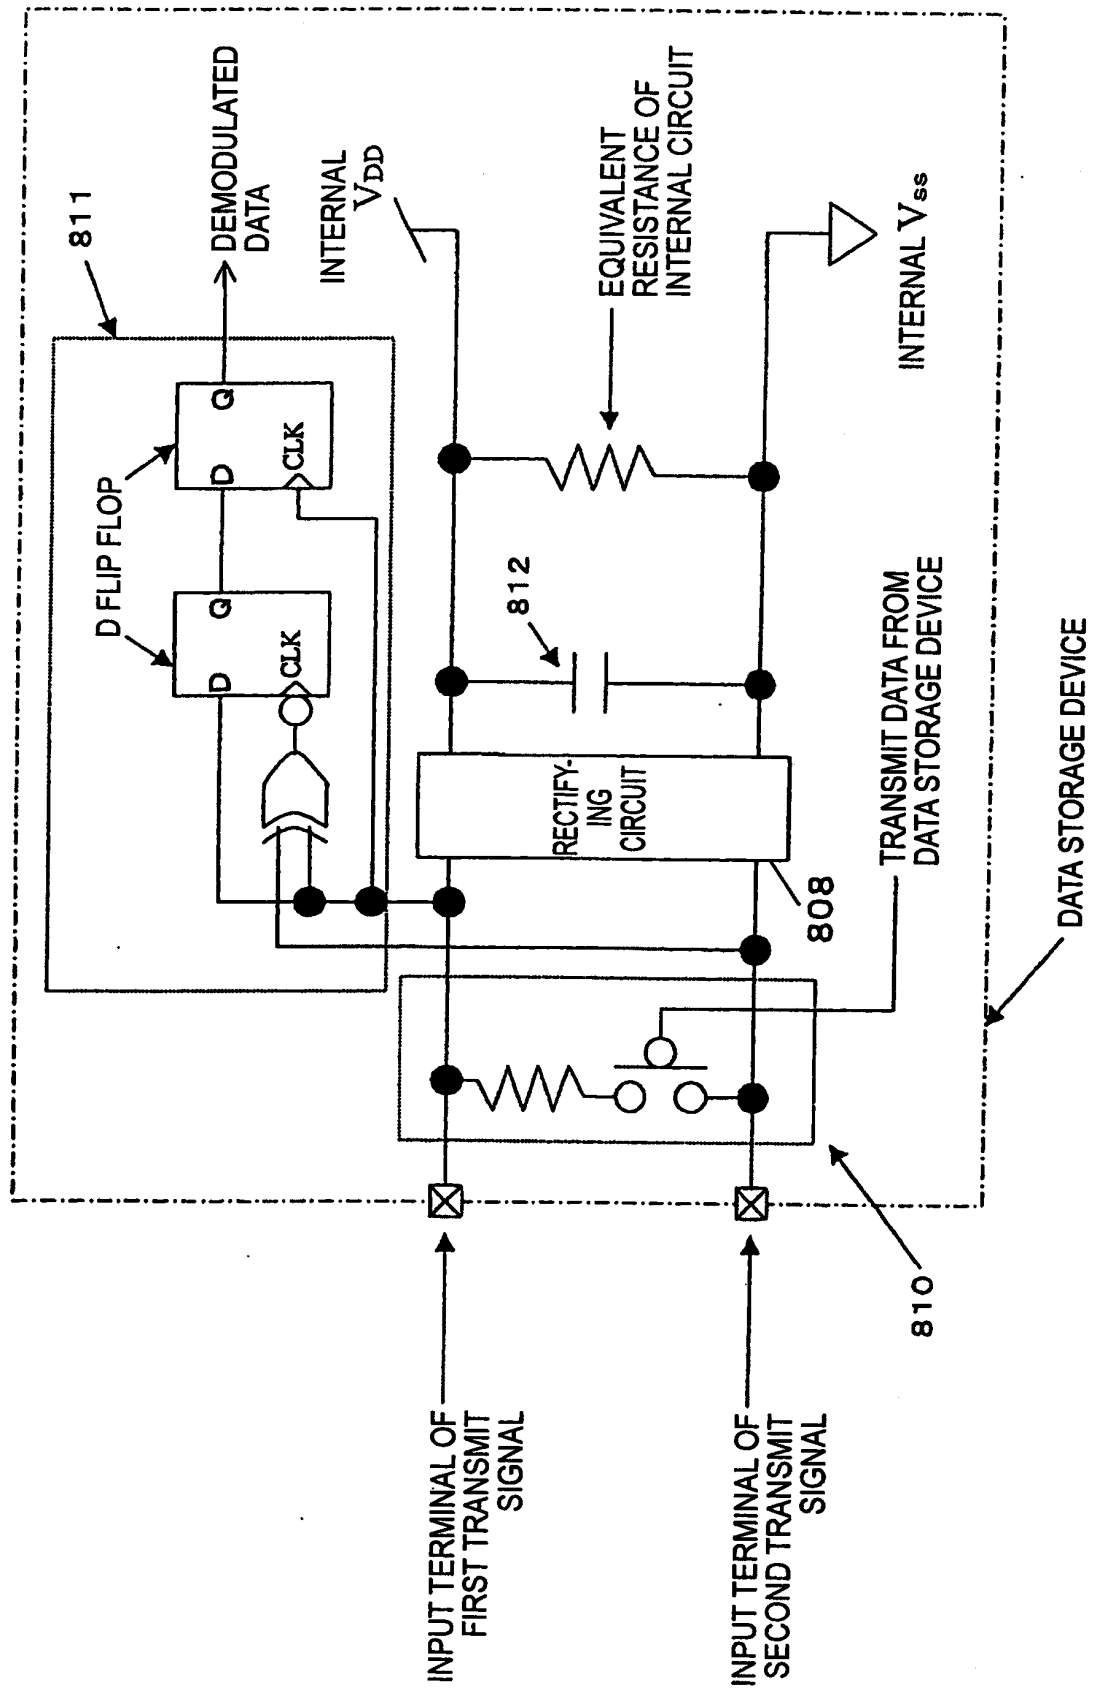 811
D FLIP FLOP
D
Q
CLK
D
Q
CLK
DEMODULATED
DATA
INTERNAL
VDD
812
EQUIVALENT
RESISTANCE OF
INTERNAL CIRCUIT
RECTIFY-
ING
CIRCUIT
808
INTERNAL Vss
TRANSMIT DATA FROM
DATA STORAGE DEVICE
DATA STORAGE DEVICE
810
INPUT TERMINAL OF
FIRST TRANSMIT
SIGNAL
INPUT TERMINAL OF
SECOND TRANSMIT
SIGNAL